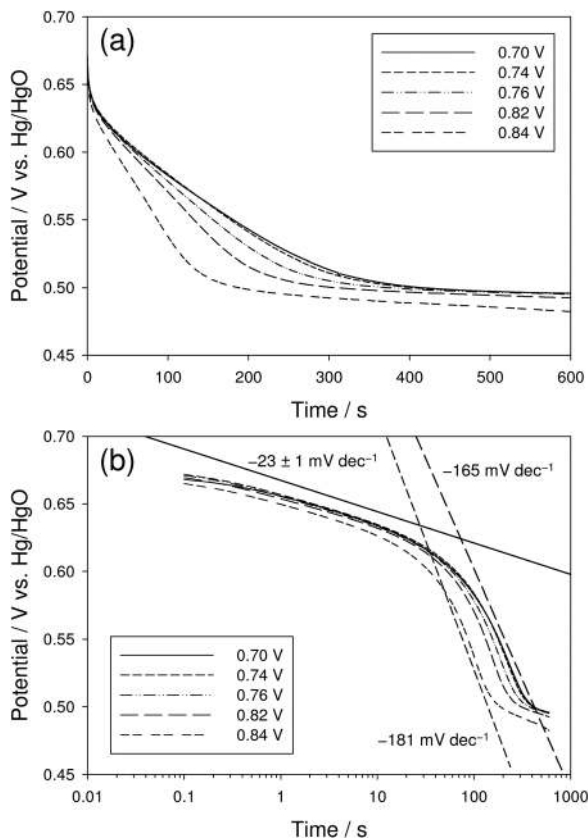 (a)
0.70 V
0.74 V
0.76 V
0.82 V
0.84 V
Potential / V vs. Hg/HgO
0.70
0.65
0.60
0.55
0.50
0.45
0 100 200 300 400 500 600
Time / s
(b)
−23 ± 1 mV dec⁻¹
−165 mV dec⁻¹
−181 mV dec⁻¹
0.70 V
0.74 V
0.76 V
0.82 V
0.84 V
Potential / V vs. Hg/HgO
0.70
0.65
0.60
0.55
0.50
0.45
0.01 0.1 1 10 100 1000
Time / s